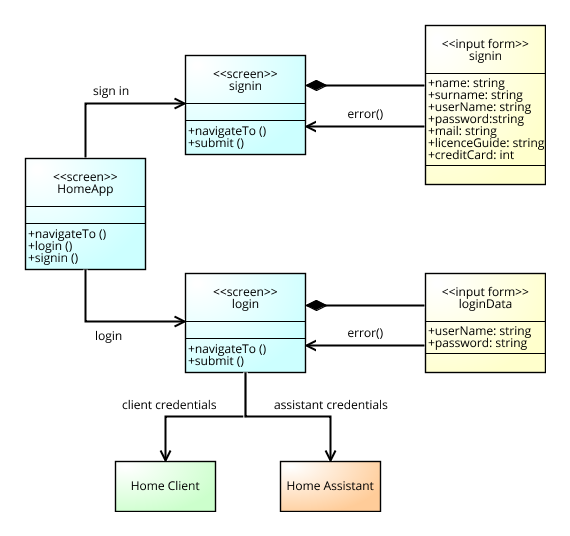 <<input form>>
signin
+name: string
+surname: string
+userName: string
+password:string
+mail: string
+licenceGuide: string
+creditCard: int
<<screen>>
signin
+navigateTo ()
+submit ()
sign in
error()
<<screen>>
HomeApp
+navigateTo ()
+login ()
+signin ()
<<screen>>
login
+navigateTo ()
+submit ()
<<input form>>
loginData
+userName: string
+password: string
error()
login
client credentials
assistant credentials
Home Client
Home Assistant